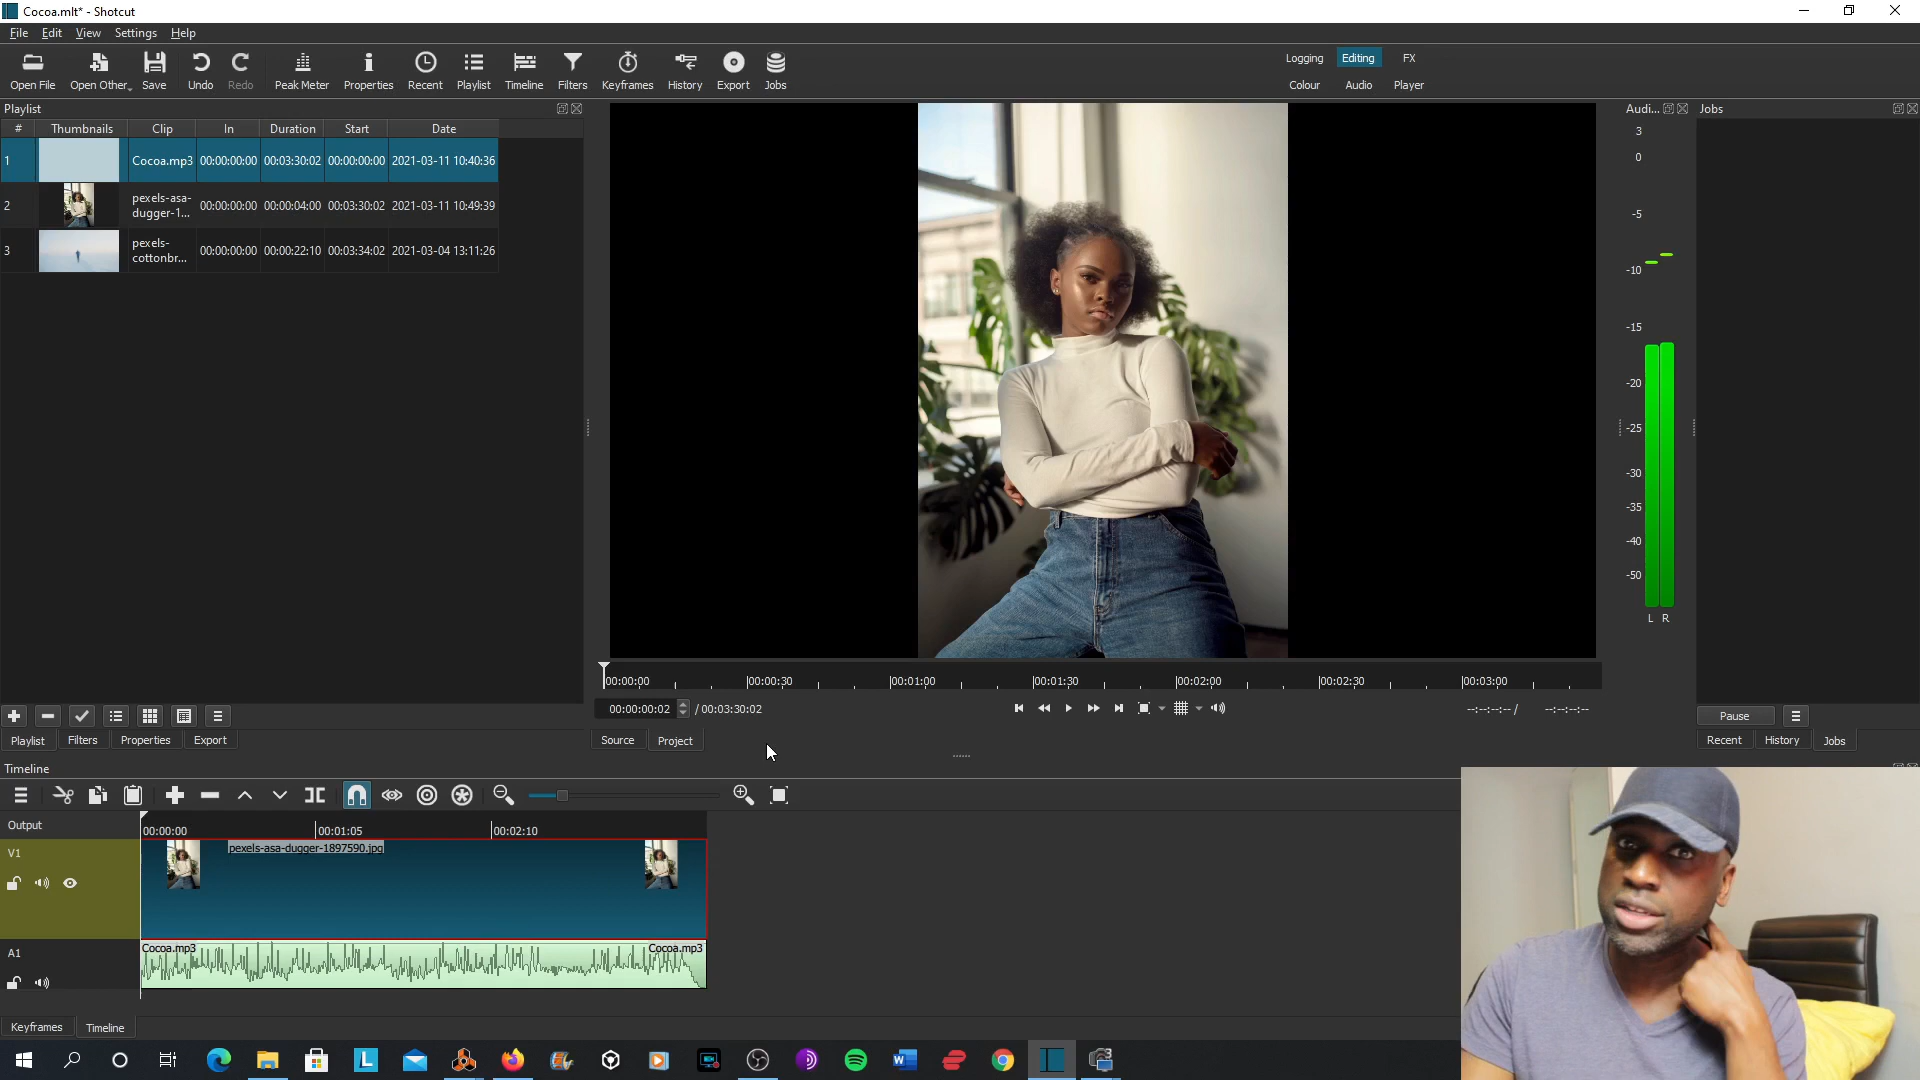 Cocoa.mlt* - Shotcut
File Edit View Settings Help
Open File Open Other Save Undo Redo Peak Meter Properties Recent Playlist Timeline Filters Keyframes History Export Jobs
Logging Editing FX
Colour Audio Player
Playlist
# Thumbnails Clip In Duration Start Date
1 Cocoa.mp3 00:00:00:00 00:03:30:02 00:00:00:00 2021-03-11 10:40:36
2 pexels-asa-dugger-1... 00:00:00:00 00:00:04:00 00:03:30:02 2021-03-11 10:49:39
3 pexels-cottonbr... 00:00:00:00 00:00:22:10 00:03:34:02 2021-03-04 13:11:26
Audi...
3
0
-5
-10
-15
-20
-25
-30
-35
-40
-50
L R
Jobs
00:00:00 00:00:30 00:01:00 00:01:30 00:02:00 00:02:30 00:03:00
00:00:00:02 / 00:03:30:02
--:--:--:-- / --:--:--:--
Pause
Playlist Filters Properties Export
Source Project
Recent History Jobs
Timeline
Output
00:00:00 00:01:05 00:02:10
V1
pexels-asa-dugger-1897590.jpg
A1
Cocoa.mp3 Cocoa.mp3
Keyframes Timeline